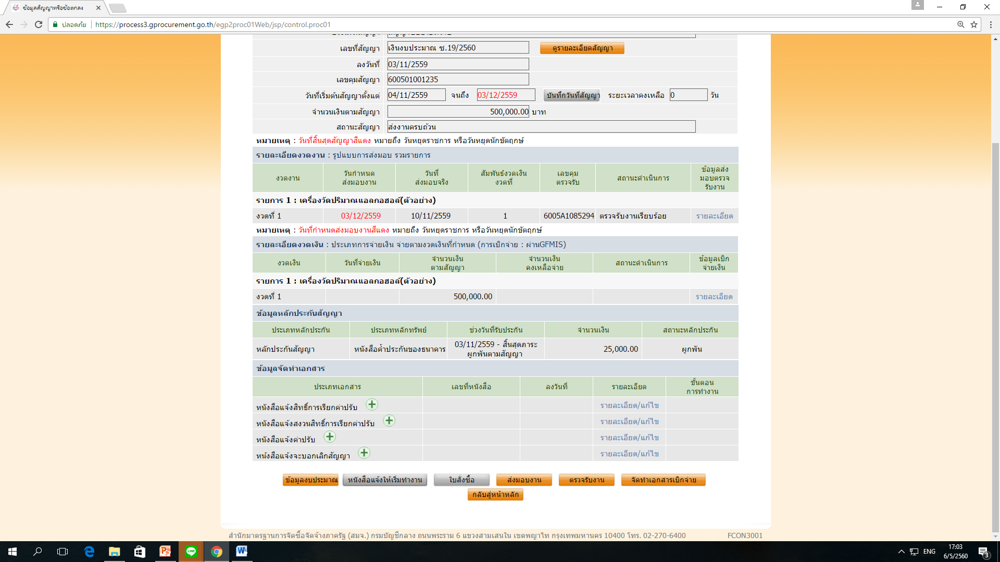 ข้อมูลสัญญาหรือข้อตกลง
ปลอดภัย https://process3.gprocurement.go.th/egp2proc01Web/jsp/control.proc01
เลขที่สัญญา เงินงบประมาณ ซ.19/2560 ดูรายละเอียดสัญญา
ลงวันที่ 03/11/2559
เลขคุมสัญญา 600501001235
วันที่เริ่มต้นสัญญาตั้งแต่ 04/11/2559 จนถึง 03/12/2559 บันทึกวันที่สัญญา ระยะเวลาคงเหลือ 0 วัน
จำนวนเงินตามสัญญา 500,000.00 บาท
สถานะสัญญา ส่งงานครบถ้วน
หมายเหตุ : วันที่สิ้นสุดสัญญาสีแดง หมายถึง วันหยุดราชการ หรือวันหยุดนักขัตฤกษ์
รายละเอียดงวดงาน : รูปแบบการส่งมอบ รวมรายการ
งวดงาน วันกำหนดส่งมอบงาน วันที่ส่งมอบจริง สัมพันธ์งวดเงินงวดที่ เลขคุมตรวจรับ สถานะดำเนินการ ข้อมูลส่งมอบตรวจรับงาน
รายการ 1 : เครื่องวัดปริมาณแอลกอฮอล์(ตัวอย่าง)
งวดที่ 1 03/12/2559 10/11/2559 1 6005A1085294 ตรวจรับงานเรียบร้อย รายละเอียด
หมายเหตุ : วันที่กำหนดส่งมอบงานสีแดง หมายถึง วันหยุดราชการ หรือวันหยุดนักขัตฤกษ์
รายละเอียดงวดเงิน : ประเภทการจ่ายเงิน จ่ายตามงวดเงินที่กำหนด (การเบิกจ่าย : ผ่านGFMIS)
งวดเงิน วันที่จ่ายเงิน จำนวนเงินตามสัญญา จำนวนเงินคงเหลือจ่าย สถานะดำเนินการ ข้อมูลเบิกจ่ายเงิน
รายการ 1 : เครื่องวัดปริมาณแอลกอฮอล์(ตัวอย่าง)
งวดที่ 1 500,000.00 รายละเอียด
ข้อมูลหลักประกันสัญญา
ประเภทหลักประกัน ประเภทหลักทรัพย์ ช่วงวันที่รับประกัน จำนวนเงิน สถานะหลักประกัน
หลักประกันสัญญา หนังสือค้ำประกันของธนาคาร 03/11/2559 - สิ้นสุดภาระผูกพันตามสัญญา 25,000.00 ผูกพัน
ข้อมูลจัดทำเอกสาร
ประเภทเอกสาร เลขที่หนังสือ ลงวันที่ รายละเอียด ขั้นตอนการทำงาน
หนังสือแจ้งสิทธิ์การเรียกค่าปรับ รายละเอียด/แก้ไข
หนังสือแจ้งสงวนสิทธิ์การเรียกค่าปรับ รายละเอียด/แก้ไข
หนังสือแจ้งค่าปรับ รายละเอียด/แก้ไข
หนังสือแจ้งจะบอกเลิกสัญญา รายละเอียด/แก้ไข
ข้อมูลงบประมาณ หนังสือแจ้งให้เริ่มทำงาน ใบสั่งซื้อ ส่งมอบงาน ตรวจรับงาน จัดทำเอกสารเบิกจ่าย
กลับสู่หน้าหลัก
สำนักมาตรฐานการจัดซื้อจัดจ้างภาครัฐ (สมจ.) กรมบัญชีกลาง ถนนพระราม 6 แขวงสามเสนใน เขตพญาไท กรุงเทพมหานคร 10400 โทร. 02-270-6400 FCON3001
LINE ENG 17:03
6/5/2560 3